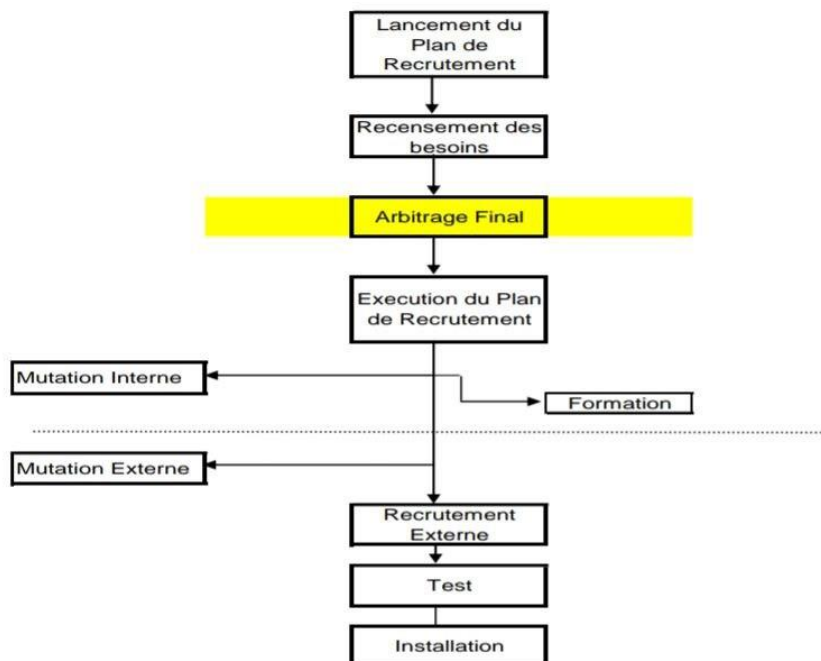 Lancement du
Plan de
Recrutement
Recensement des
besoins
Arbitrage Final
Execution du Plan
de Recrutement
Mutation Interne
Formation
Mutation Externe
Recrutement
Externe
Test
Installation